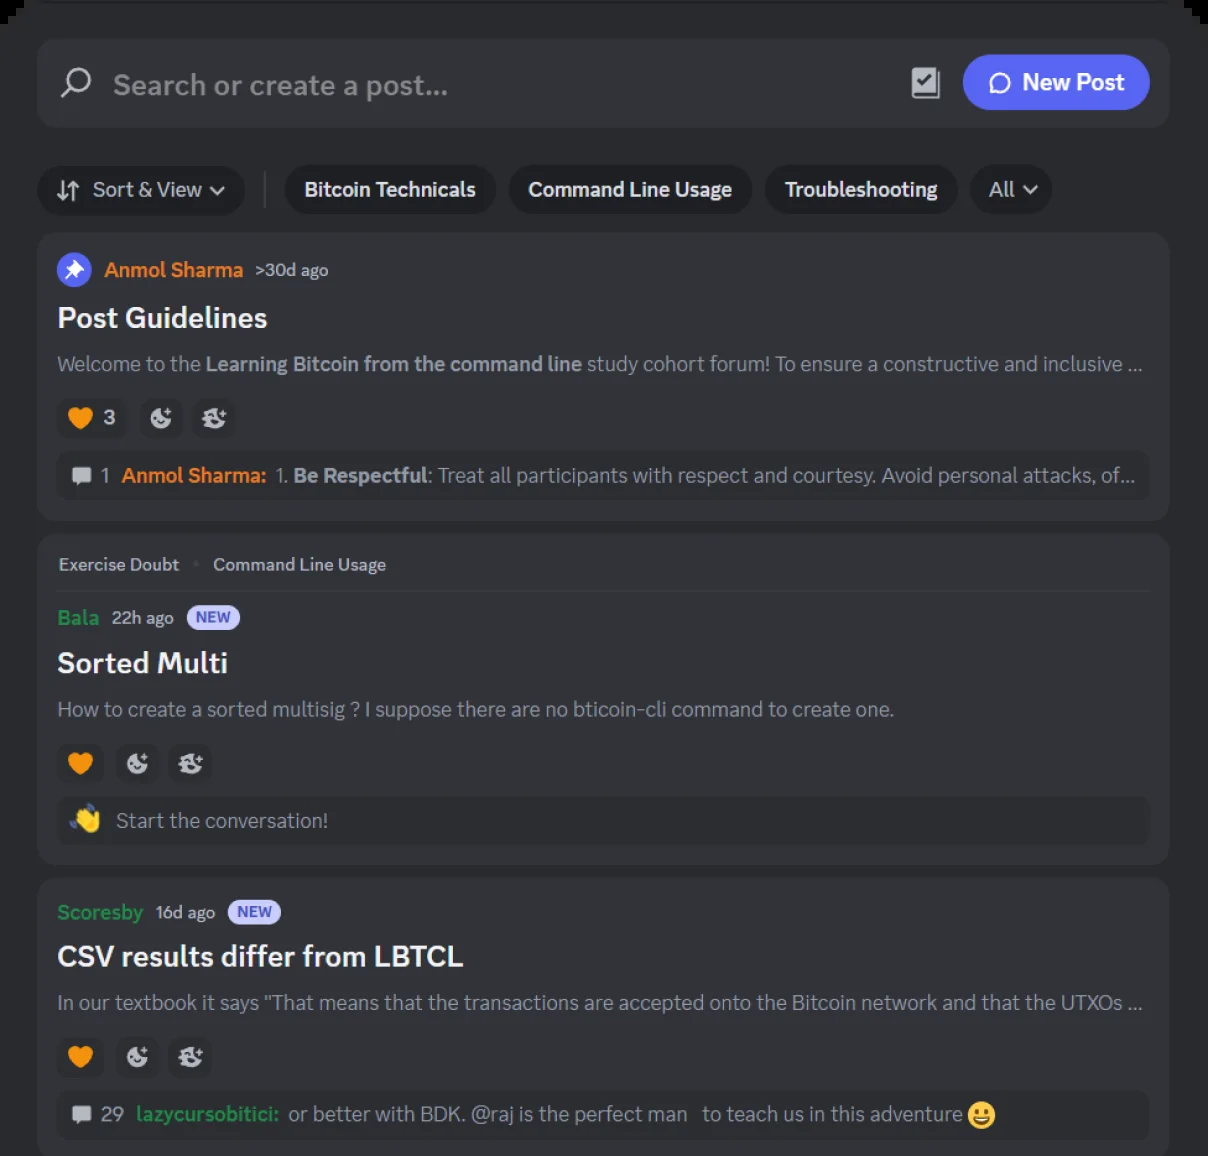 Search or create a post...
New Post
Sort & View
Bitcoin Technicals
Command Line Usage
Troubleshooting
All
Anmol Sharma >30d ago
Post Guidelines
Welcome to the Learning Bitcoin from the command line study cohort forum! To ensure a constructive and inclusive ...
3
1 Anmol Sharma: 1. Be Respectful: Treat all participants with respect and courtesy. Avoid personal attacks, of...
Exercise Doubt Command Line Usage
Bala 22h ago NEW
Sorted Multi
How to create a sorted multisig ? I suppose there are no bticoin-cli command to create one.
Start the conversation!
Scoresby 16d ago NEW
CSV results differ from LBTCL
In our textbook it says "That means that the transactions are accepted onto the Bitcoin network and that the UTXOs ...
29 lazycursobitici: or better with BDK. @raj is the perfect man to teach us in this adventure 😀